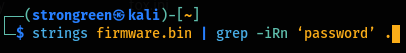 ┌──(strongreen㉿kali)-[~]
└─$ strings firmware.bin | grep -iRn ‘password’ .